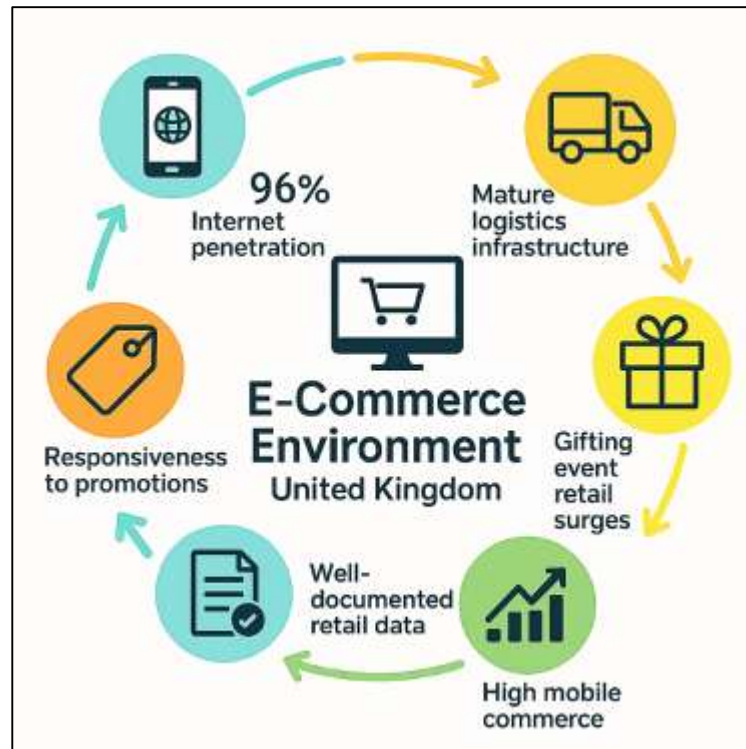 96%
Internet
penetration
Mature
logistics
infrastructure
E-Commerce
Environment
United Kingdom
Gifting
event
retail
surges
High mobile
commerce
Well-
documented
retail data
Responsiveness
to promotions